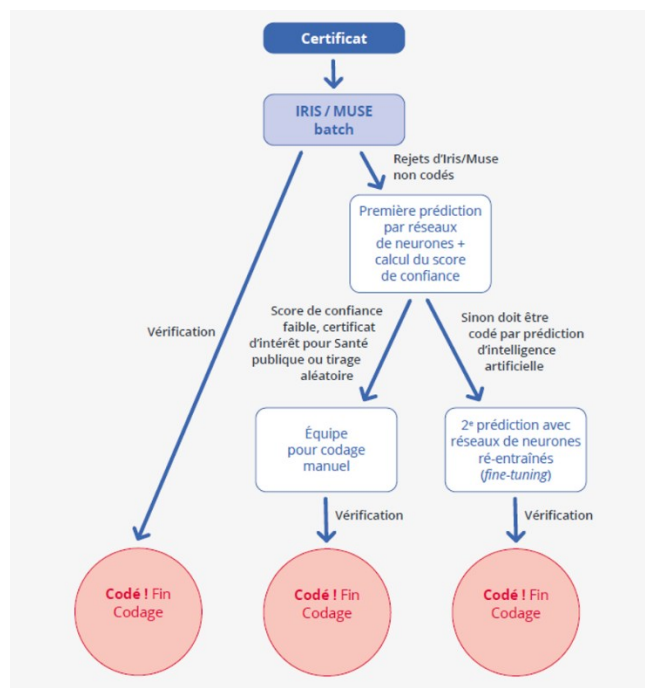 Certificat
IRIS / MUSE
batch
Rejets d'Iris/Muse
non codés
Première prédiction
par réseaux
de neurones +
calcul du score
de confiance
Vérification
Score de confiance
faible, certificat
d'intérêt pour Santé
publique ou tirage
aléatoire
Sinon doit être
codé par prédiction
d'intelligence
artificielle
Équipe
pour codage
manuel
2e prédiction avec
réseaux de neurones
ré-entraînés
(fine-tuning)
Vérification
Vérification
Codé ! Fin
Codage
Codé ! Fin
Codage
Codé ! Fin
Codage